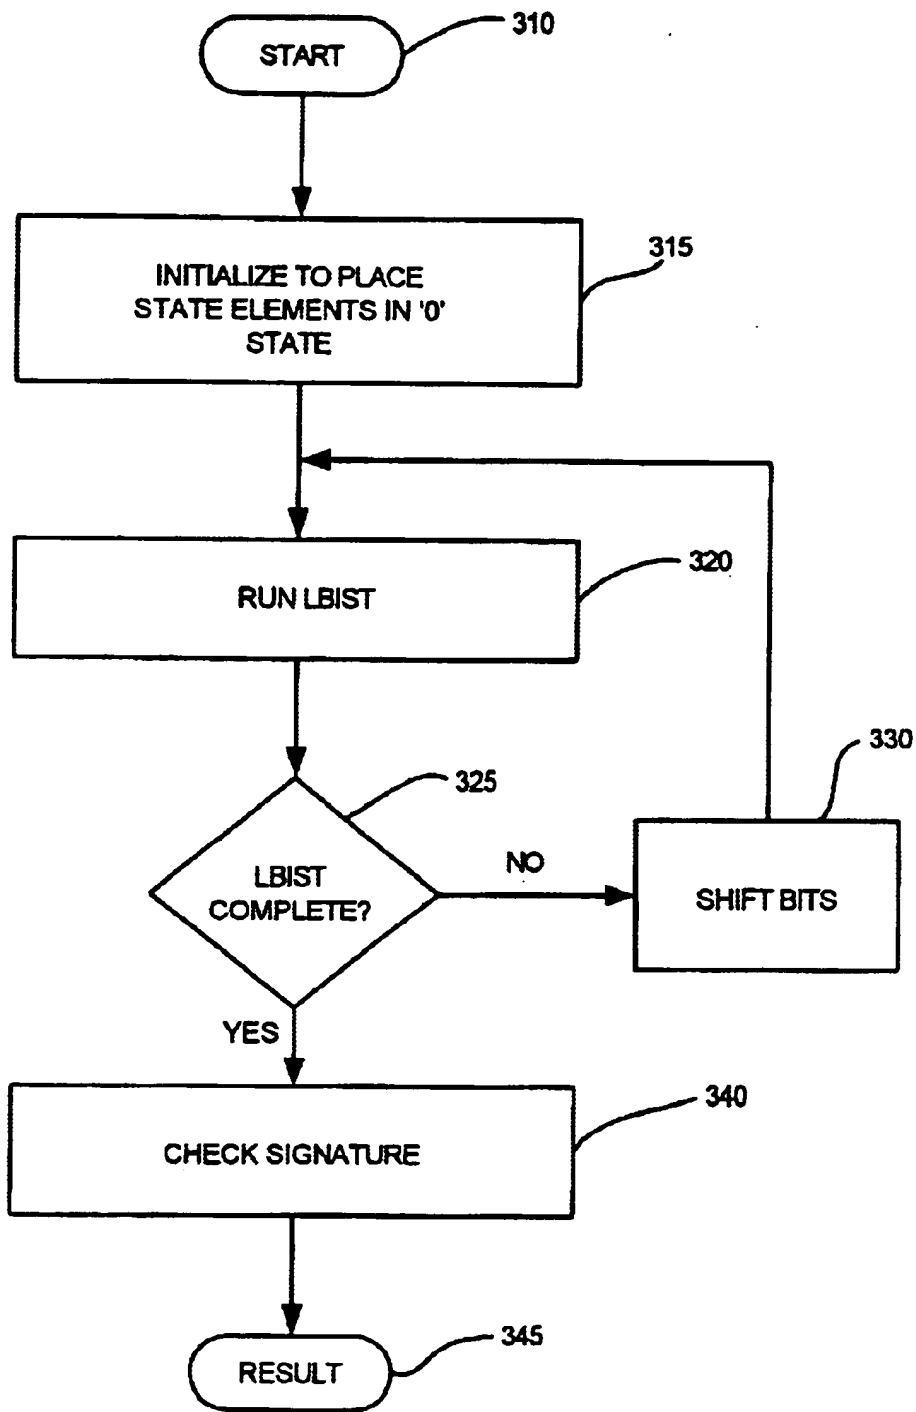 310
START
315
INITIALIZE TO PLACE
STATE ELEMENTS IN '0'
STATE
320
RUN LBIST
330
325
LBIST
COMPLETE?
NO
SHIFT BITS
YES
340
CHECK SIGNATURE
345
RESULT